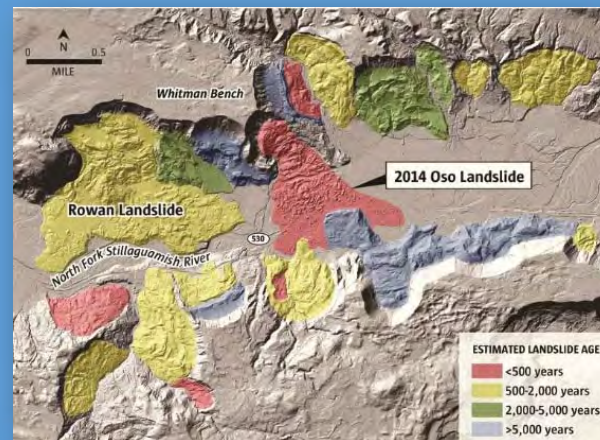 N
0 0.5
MILE
Whitman Bench
2014 Oso Landslide
Rowan Landslide
530
North Fork Stillaguamish River
ESTIMATED LANDSLIDE AGE
<500 years
500-2,000 years
2,000-5,000 years
>5,000 years